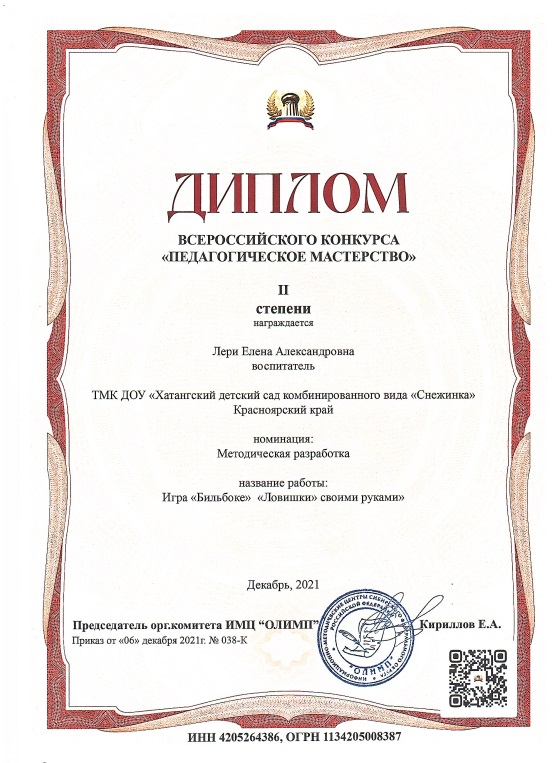 ДИПЛОМ
ВСЕРОССИЙСКОГО КОНКУРСА
«ПЕДАГОГИЧЕСКОЕ МАСТЕРСТВО»
II
степени
награждается
Лери Елена Александровна
воспитатель
ТМК ДОУ «Хатангский детский сад комбинированного вида «Снежинка»
Красноярский край
номинация:
Методическая разработка
название работы:
Игра «Бильбоке» «Ловишки» своими руками»
Декабрь, 2021
Председатель орг.комитета ИМЦ “ОЛИМП”
Кириллов Е.А.
Приказ от «06» декабря 2021г. № 038-К
ИНФОРМАЦИОННО-МЕТОДИЧЕСКИЕ ЦЕНТРЫ СИБИРСКОГО ФЕДЕРАЛЬНОГО ОКРУГА
РОССИЙСКОЙ ФЕДЕРАЦИИ
"ОЛИМП"
ИНН 4205264386, ОГРН 1134205008387